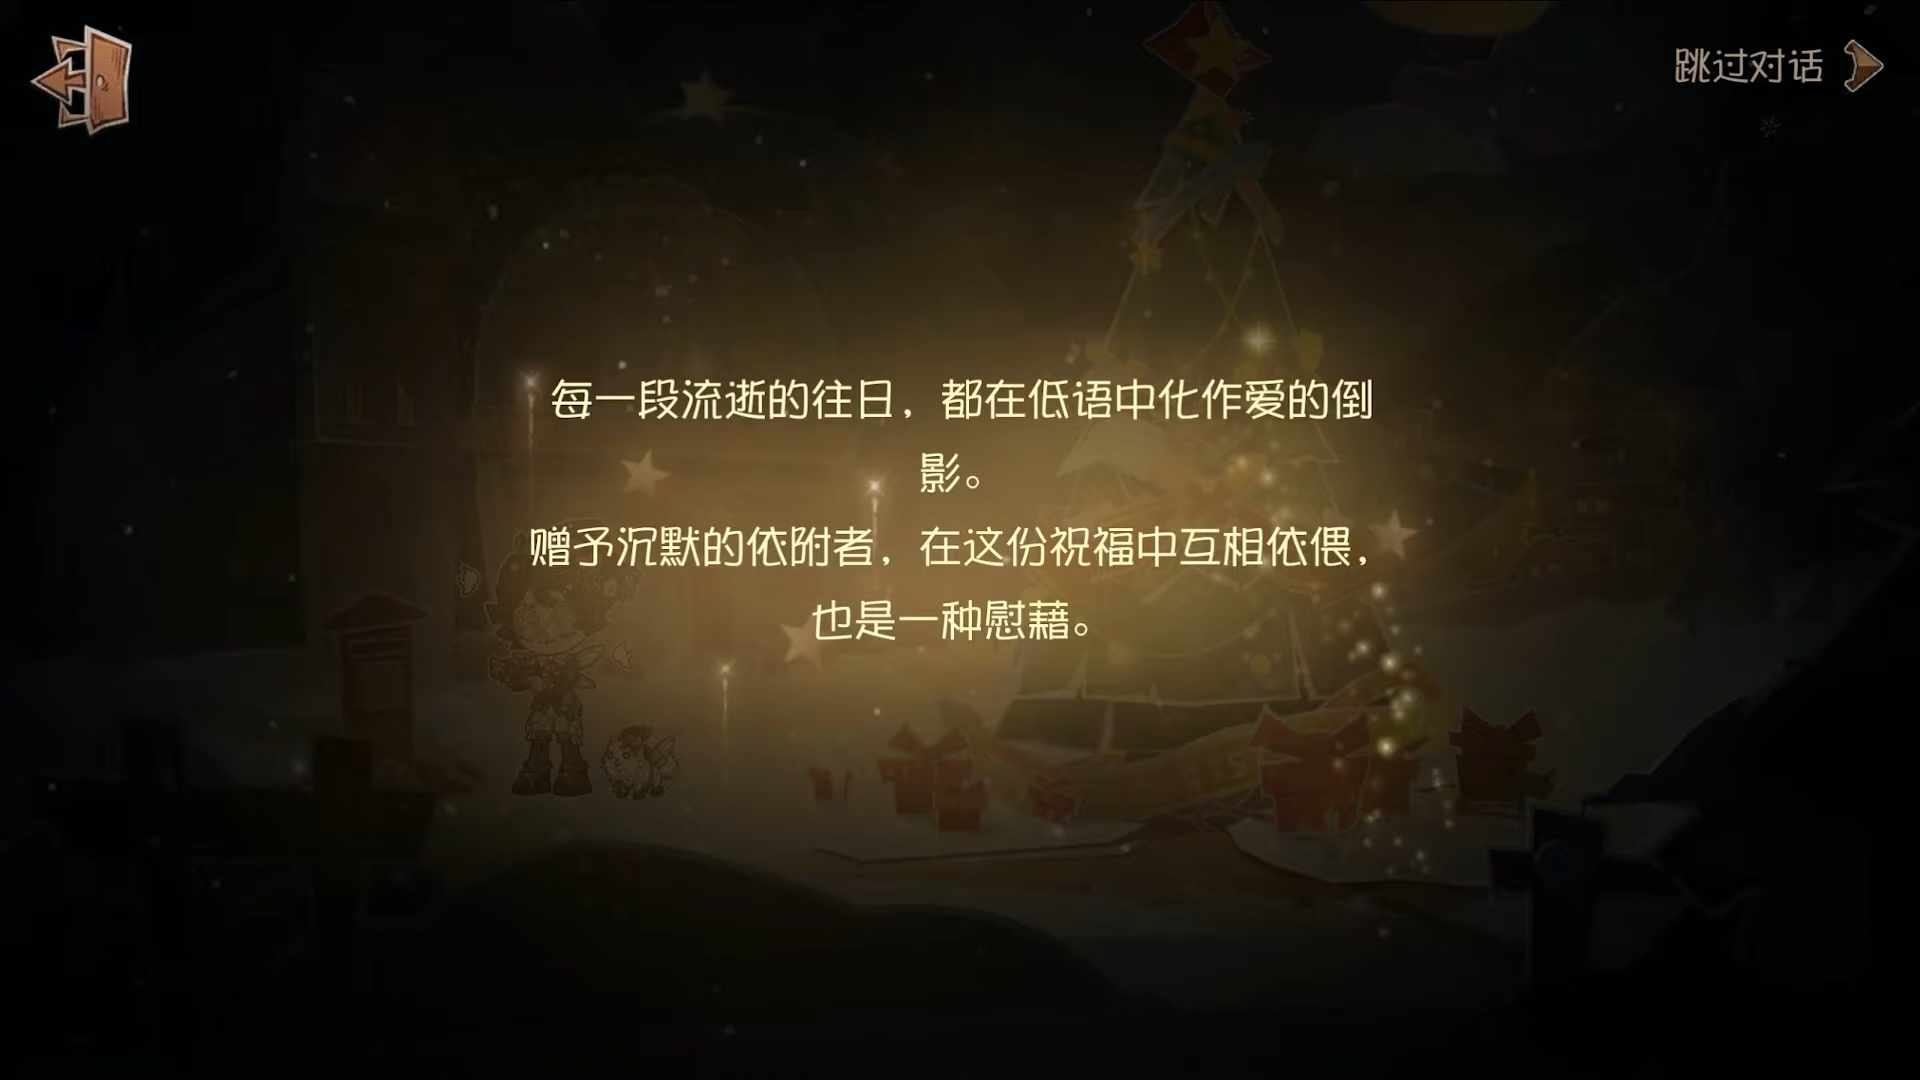 跳过对话
每一段流逝的往日，都在低语中化作爱的倒
影。
赠予沉默的依附者，在这份祝福中互相依偎，
也是一种慰藉。